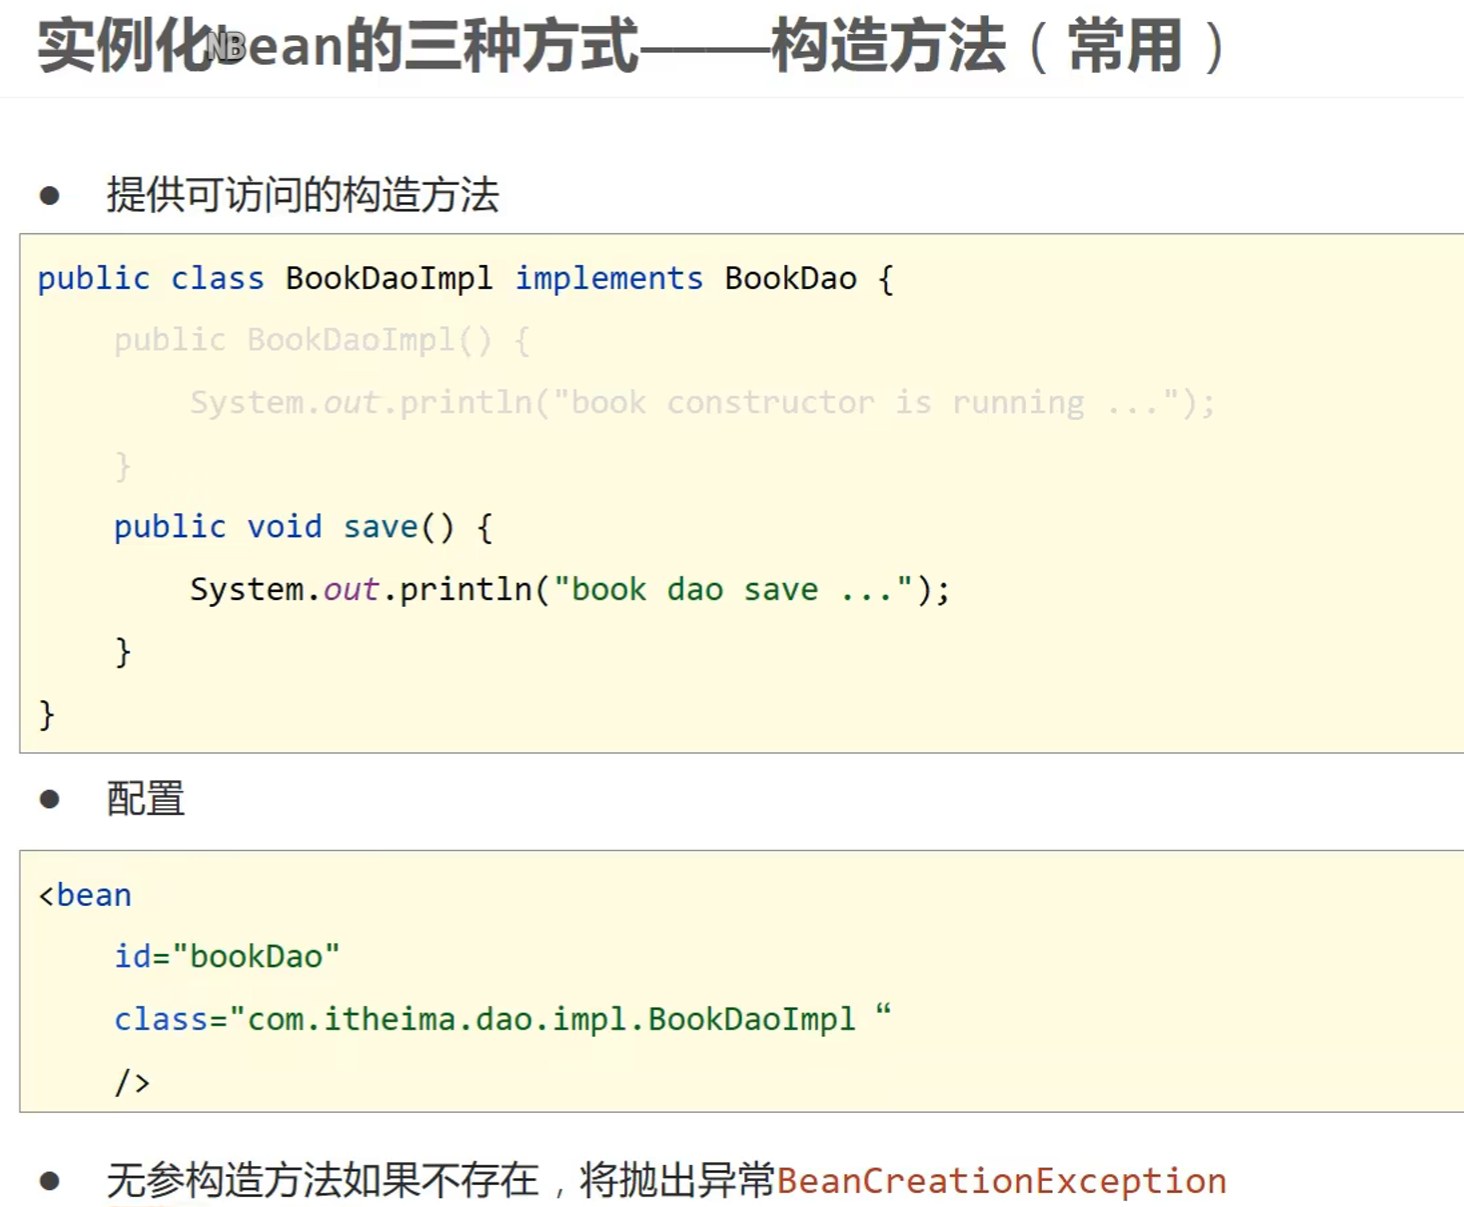 实例化Bean的三种方式——构造方法（常用）
NB
● 提供可访问的构造方法
public class BookDaoImpl implements BookDao {
    public BookDaoImpl() {
        System.out.println("book constructor is running ...");
    }
    public void save() {
        System.out.println("book dao save ...");
    }
}
● 配置
<bean
    id="bookDao"
    class="com.itheima.dao.impl.BookDaoImpl “
    />
● 无参构造方法如果不存在，将抛出异常BeanCreationException